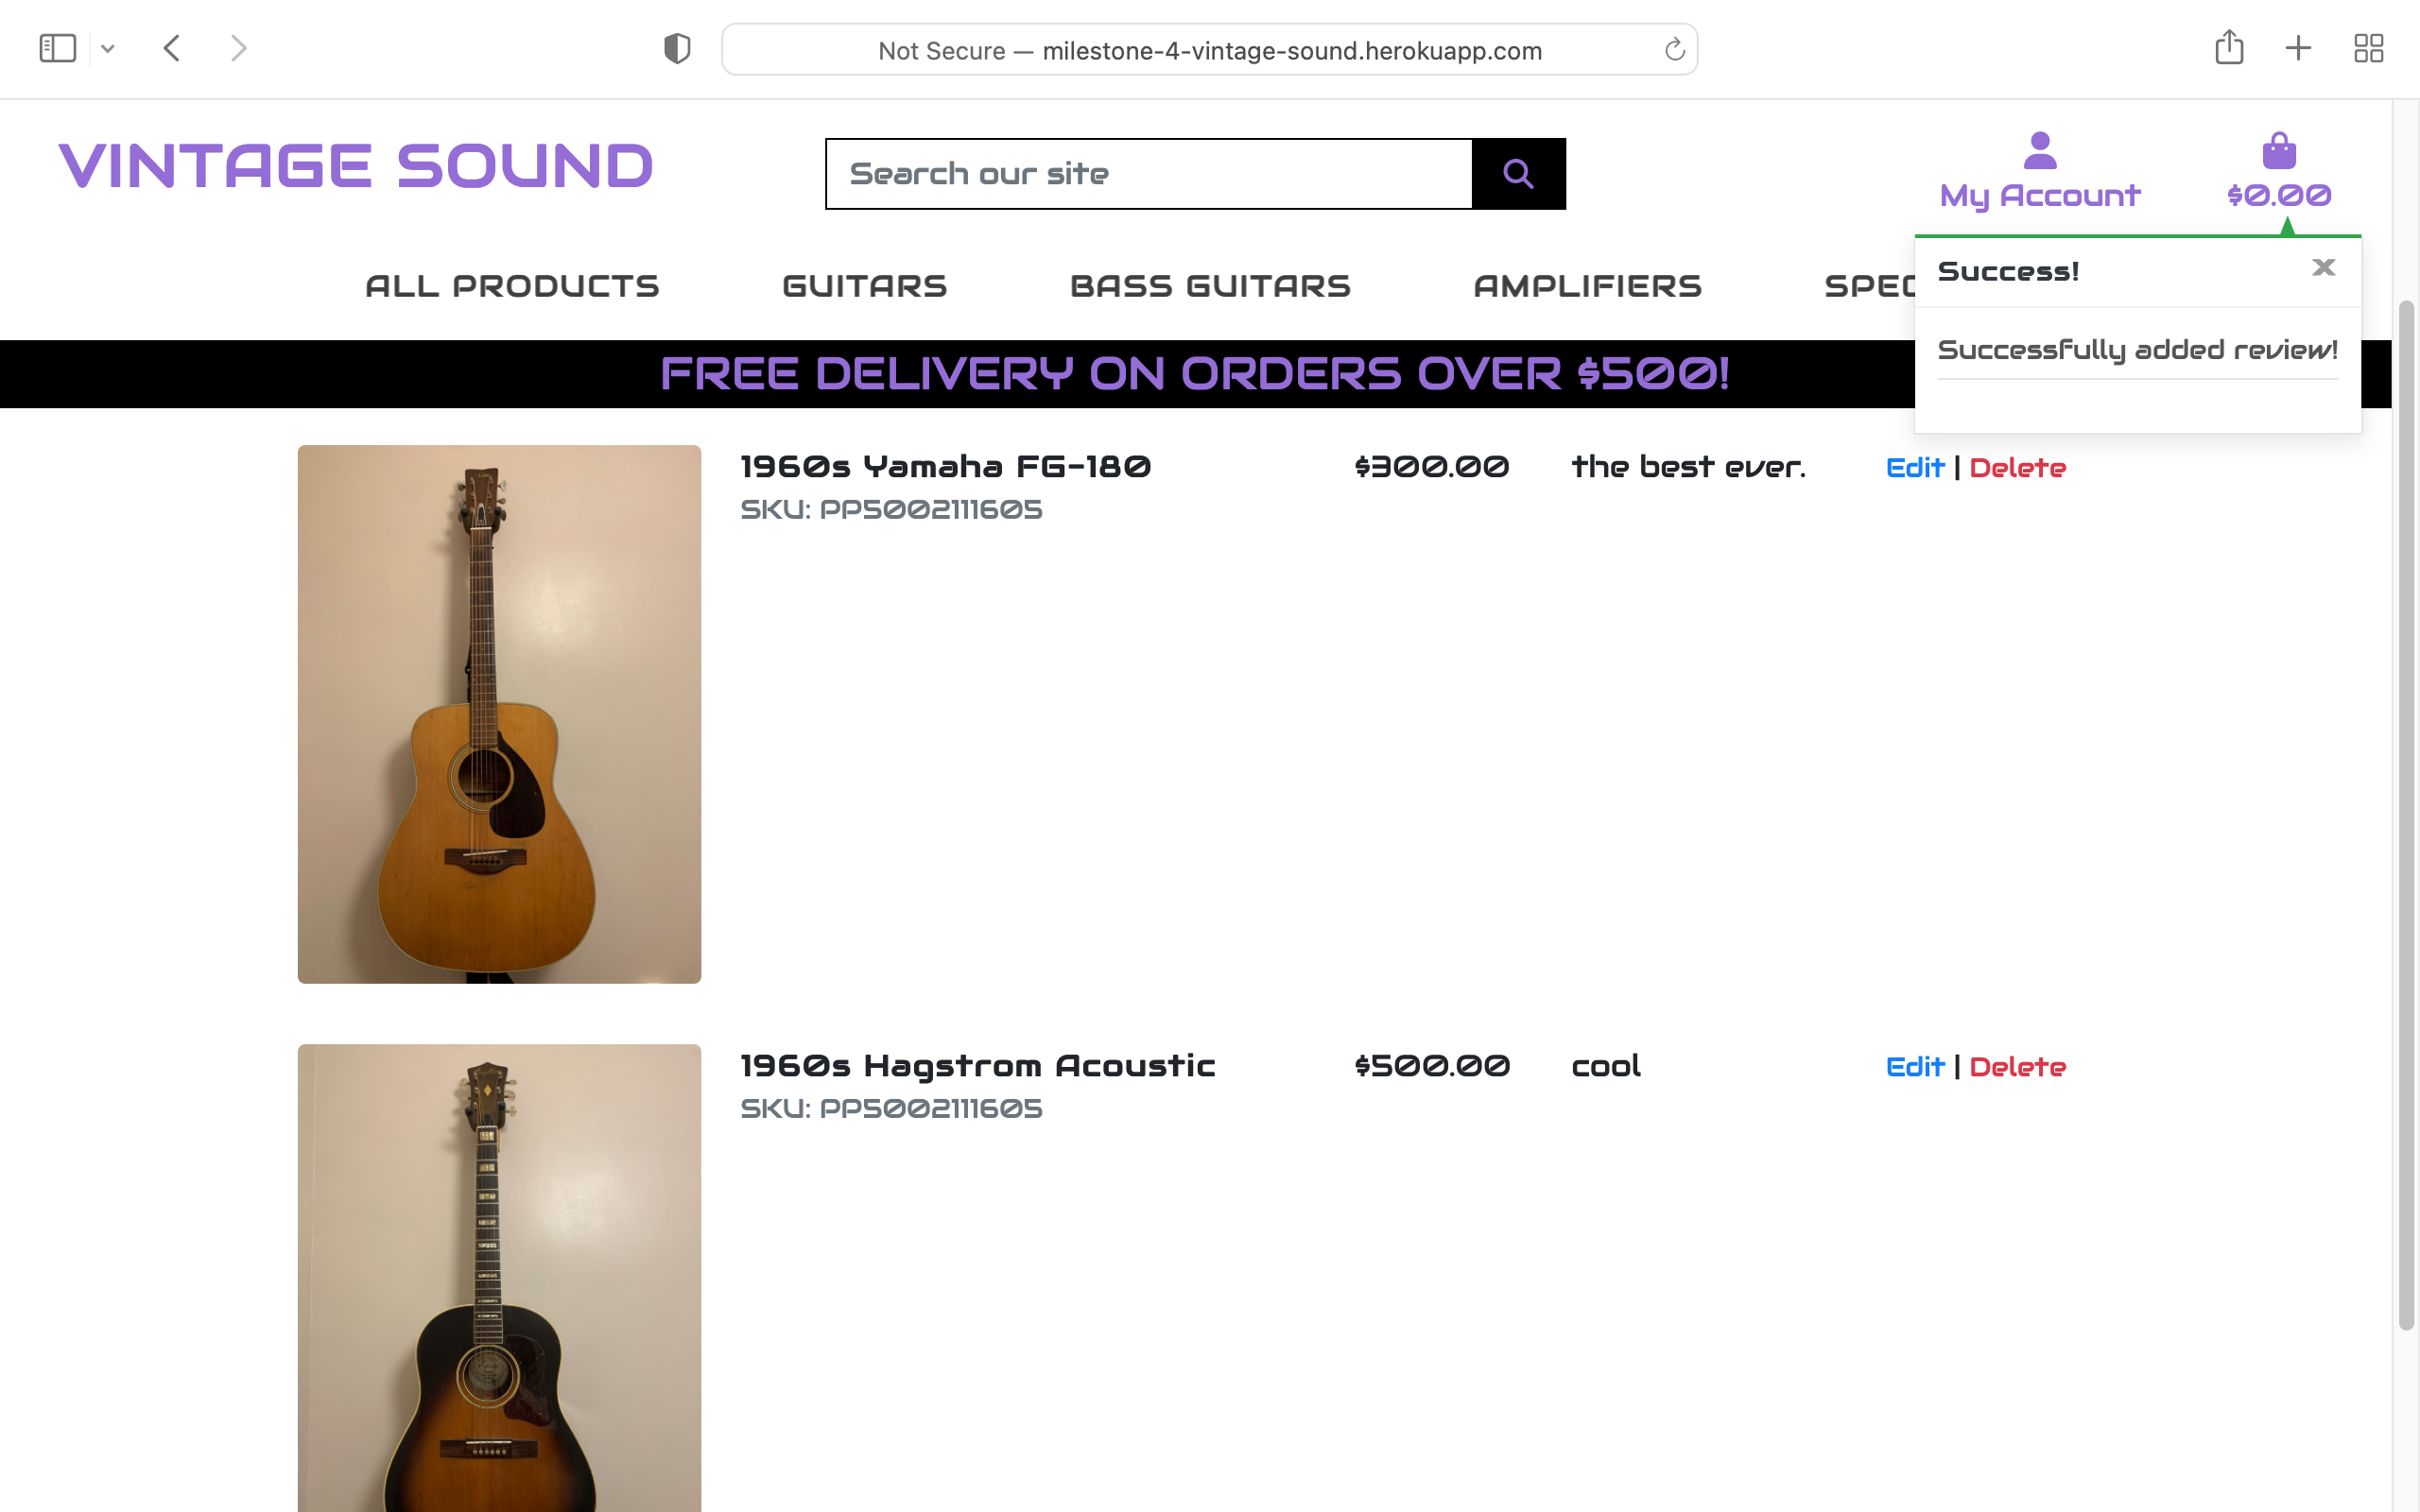 Not Secure — milestone-4-vintage-sound.herokuapp.com
VINTAGE SOUND
Search our site
My Account
$0.00
ALL PRODUCTS
GUITARS
BASS GUITARS
AMPLIFIERS
SPEC
Success!
x
Successfully added review!
FREE DELIVERY ON ORDERS OVER $500!
1960s Yamaha FG-180
$300.00
the best ever.
Edit | Delete
SKU: PP5002111605
1960s Hagstrom Acoustic
$500.00
cool
Edit | Delete
SKU: PP5002111605